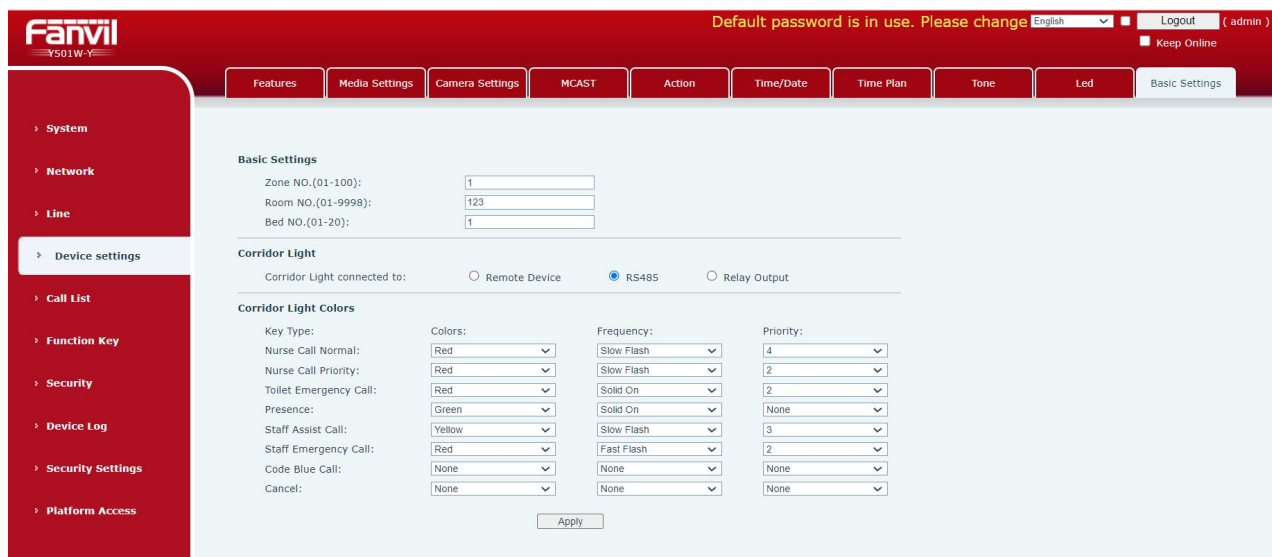 Fanvil
Y501W-Y
Default password is in use. Please change English Logout ( admin )
Keep Online
Features Media Settings Camera Settings MCAST Action Time/Date Time Plan Tone Led Basic Settings
› System
› Network
› Line
› Device settings
› Call List
› Function Key
› Security
› Device Log
› Security Settings
› Platform Access
Basic Settings
Zone NO.(01-100): 1
Room NO.(01-9998): 123
Bed NO.(01-20): 1
Corridor Light
Corridor Light connected to: Remote Device RS485 Relay Output
Corridor Light Colors
Key Type: Colors: Frequency: Priority:
Nurse Call Normal: Red Slow Flash 4
Nurse Call Priority: Red Slow Flash 2
Toilet Emergency Call: Red Solid On 2
Presence: Green Solid On None
Staff Assist Call: Yellow Slow Flash 3
Staff Emergency Call: Red Fast Flash 2
Code Blue Call: None None None
Cancel: None None None
Apply